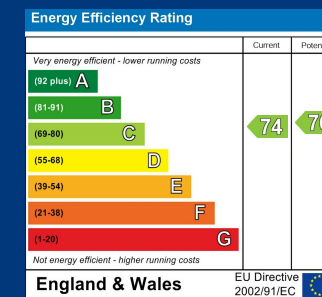 Energy Efficiency Rating
Current
Very energy efficient - lower running costs
(92 plus) A
(81-91) B
(69-80) C
74
(55-68) D
(39-54) E
(21-38) F
(1-20) G
Not energy efficient - higher running costs
England & Wales
EU Directive
2002/91/EC